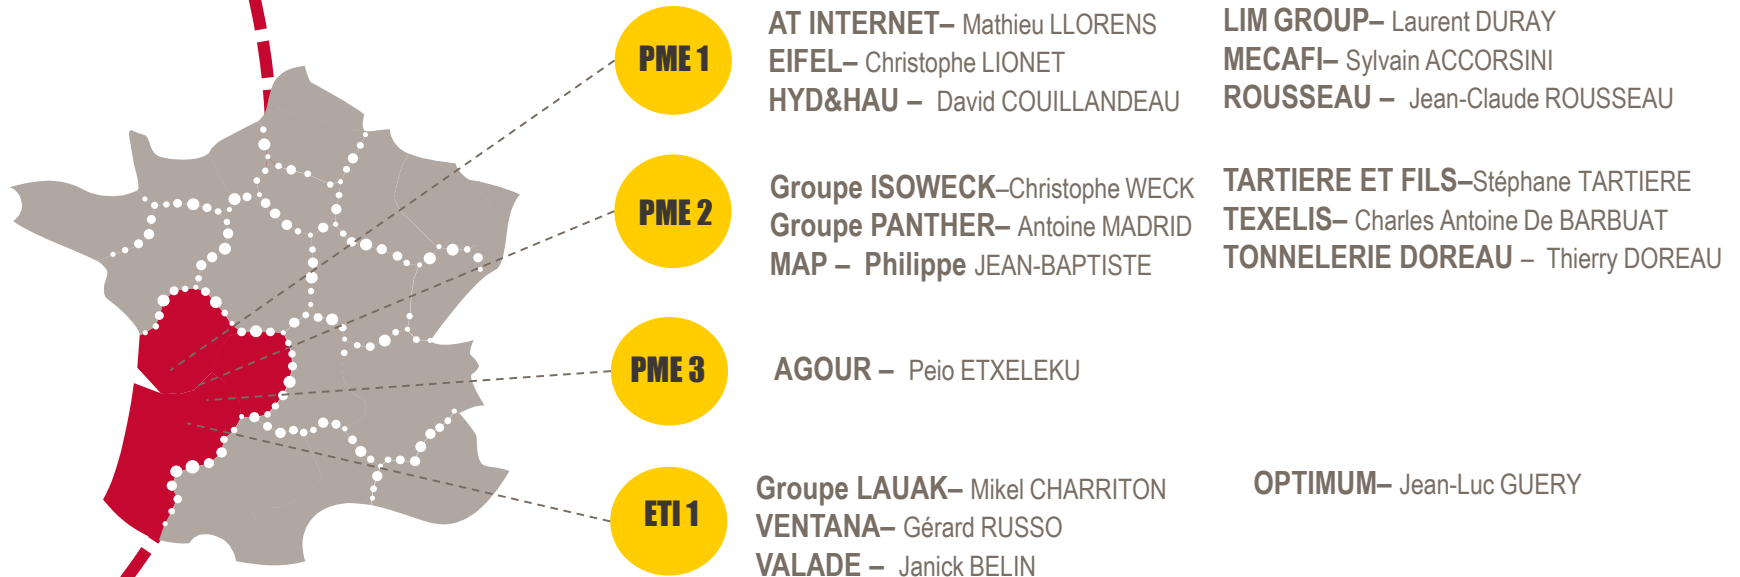 PME 1
AT INTERNET– Mathieu LLORENS
EIFEL– Christophe LIONET
HYD&HAU – David COUILLANDEAU
LIM GROUP– Laurent DURAY
MECAFI– Sylvain ACCORSINI
ROUSSEAU – Jean-Claude ROUSSEAU
PME 2
Groupe ISOWECK–Christophe WECK
Groupe PANTHER– Antoine MADRID
MAP – Philippe JEAN-BAPTISTE
TARTIERE ET FILS–Stéphane TARTIERE
TEXELIS– Charles Antoine De BARBUAT
TONNELERIE DOREAU – Thierry DOREAU
PME 3
AGOUR – Peio ETXELEKU
ETI 1
Groupe LAUAK– Mikel CHARRITON
VENTANA– Gérard RUSSO
VALADE – Janick BELIN
OPTIMUM– Jean-Luc GUERY